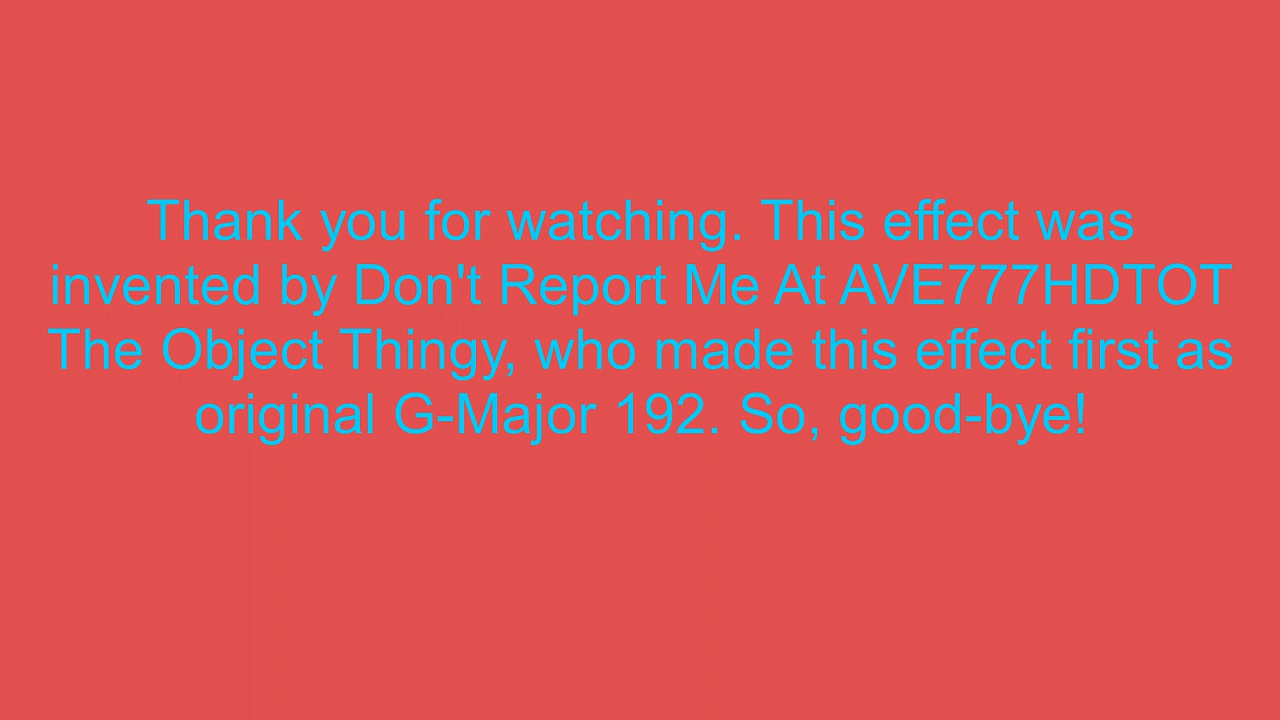 Thank you for watching. This effect was
invented by Don't Report Me At AVE777HDTOT
The Object Thingy, who made this effect first as
original G-Major 192. So, good-bye!